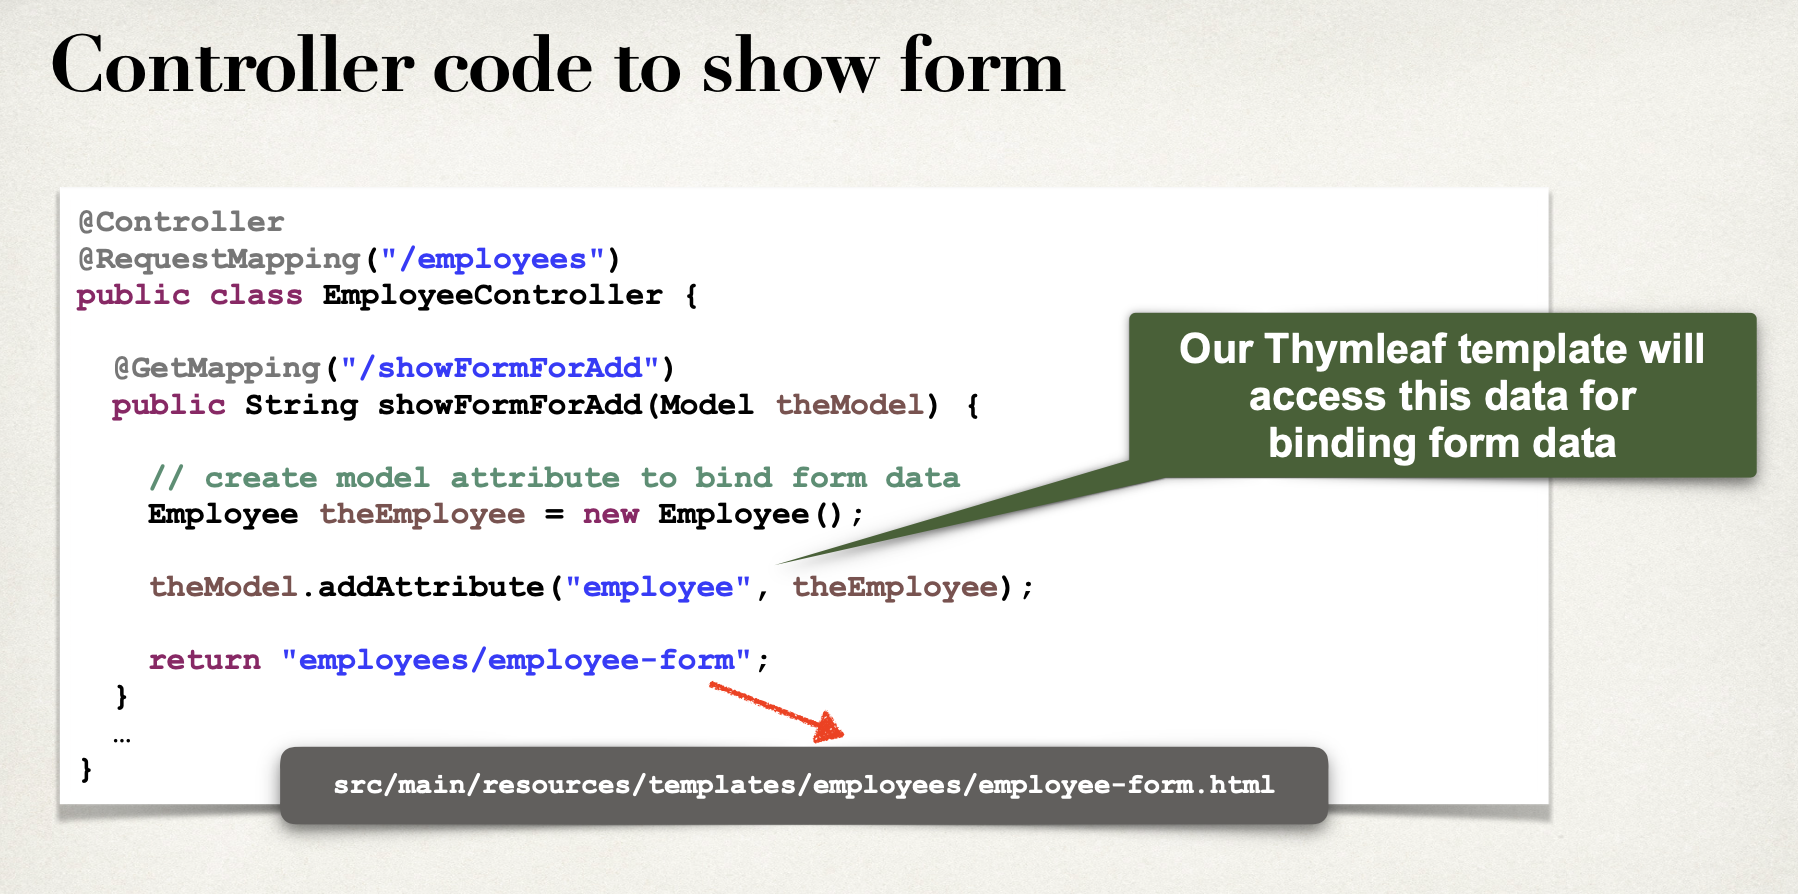 Controller code to show form
@Controller
@RequestMapping("/employees")
public class EmployeeController {
@GetMapping("/showFormForAdd")
public String showFormForAdd(Model theModel) {
// create model attribute to bind form data
Employee theEmployee = new Employee();
theModel.addAttribute("employee", theEmployee);
return "employees/employee-form";
}
…
}
Our Thymleaf template will
access this data for
binding form data
src/main/resources/templates/employees/employee-form.html